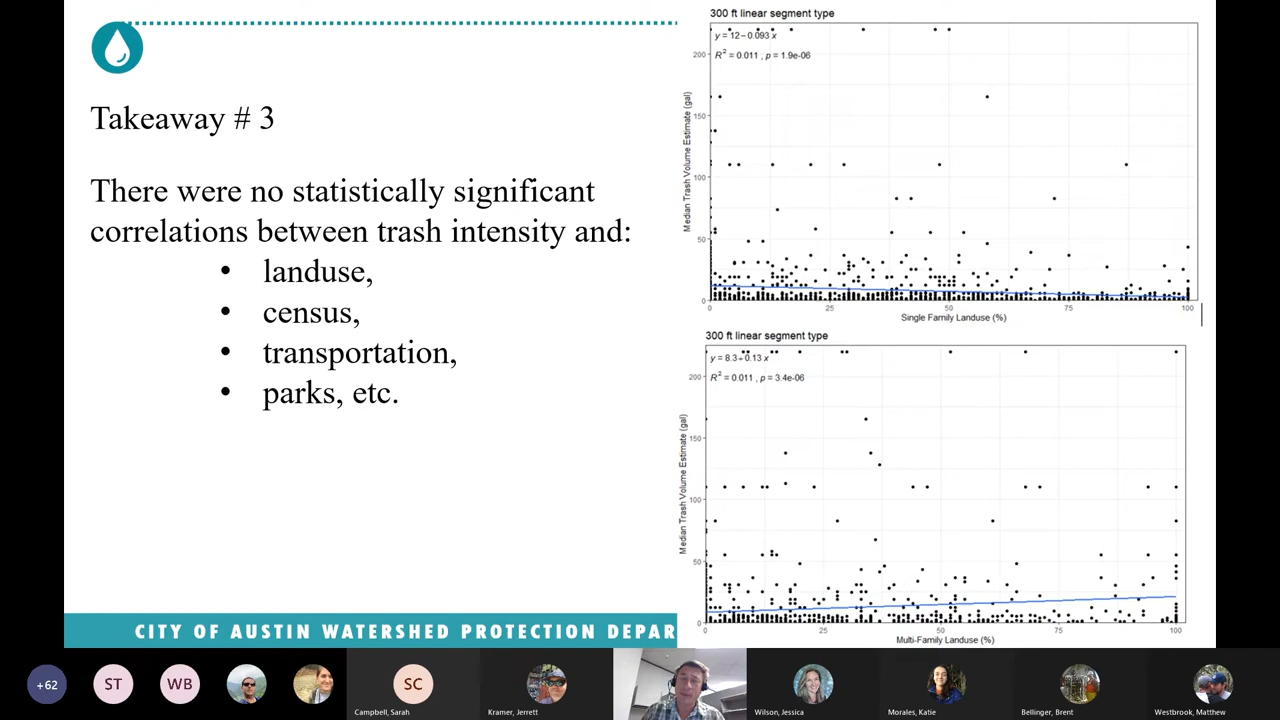 Takeaway # 3
There were no statistically significant
correlations between trash intensity and:
• landuse,
• census,
• transportation,
• parks, etc.
CITY OF AUSTIN WATERSHED PROTECTION DEPAR
300 ft linear segment type
y = 12 − 0.093 x
R² = 0.011 , p = 1.9e-06
Median Trash Volume Estimate (gal)
200
150
100
50
0
0 25 50 75 100
Single Family Landuse (%)
300 ft linear segment type
y = 8.3 + 0.13 x
R² = 0.011 , p = 3.4e-06
Median Trash Volume Estimate (gal)
200
150
100
50
0
0 25 50 75 100
Multi-Family Landuse (%)
+62
ST
WB
SC
Campbell, Sarah
Kramer, Jerrett
Wilson, Jessica
Morales, Katie
Bellinger, Brent
Westbrook, Matthew